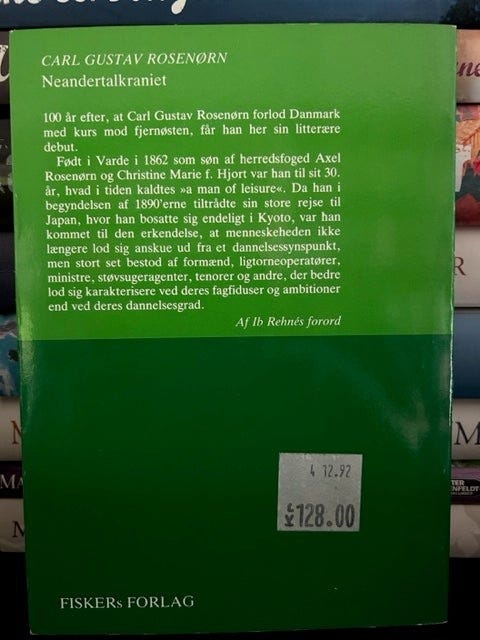 CARL GUSTAV ROSENØRN
Neandertalkraniet
100 år efter, at Carl Gustav Rosenørn forlod Danmark
med kurs mod fjernøsten, får han her sin litterære
debut.
Født i Varde i 1862 som søn af herredsfoged Axel
Rosenørn og Christine Marie f. Hjort var han til sit 30.
år, hvad i tiden kaldtes »a man of leisure«. Da han i
begyndelsen af 1890'erne tiltrådte sin store rejse til
Japan, hvor han bosatte sig endeligt i Kyoto, var han
kommet til den erkendelse, at menneskeheden ikke
længere lod sig anskue ud fra et dannelsessynspunkt,
men stort set bestod af formænd, ligtorneoperatører,
ministre, støvsugeragenter, tenorer og andre, der bedre
lod sig karakterisere ved deres fagfiduser og ambitioner
end ved deres dannelsesgrad.
Af Ib Rehnés forord
4 12.92
128.00
FISKERs FORLAG